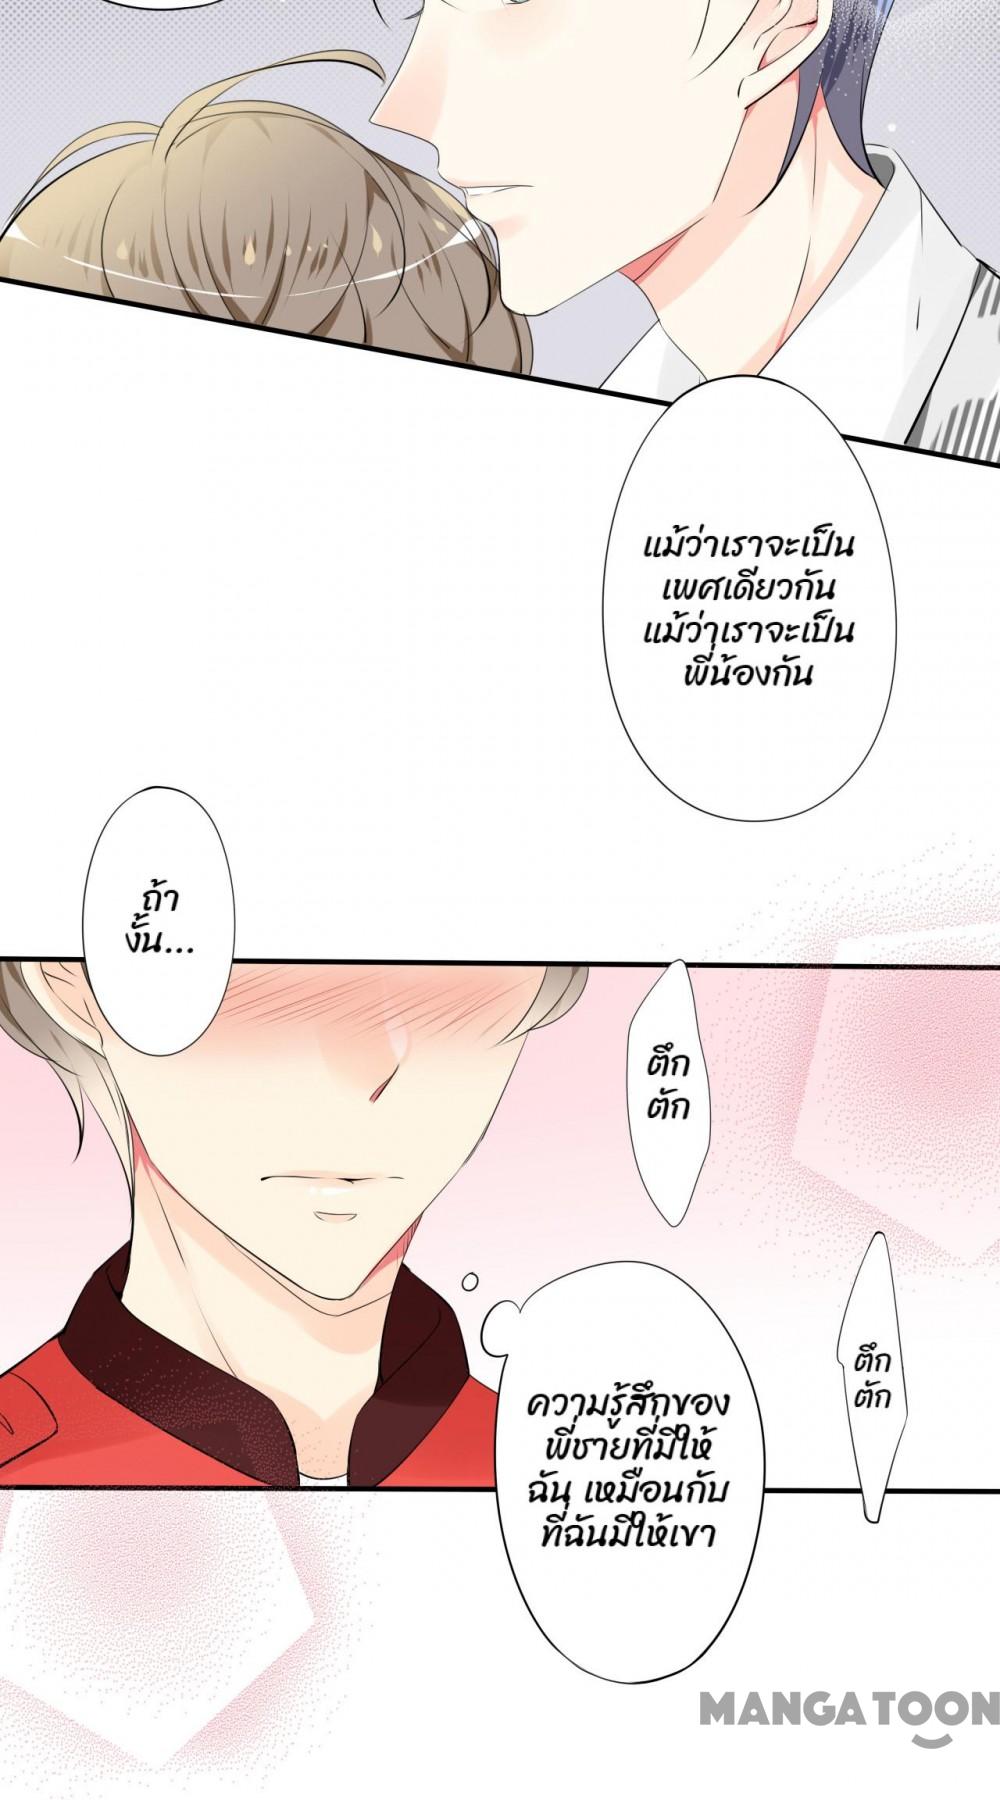 แม้ว่าเราจะเป็น
เพศเดียวกัน
แม้ว่าเราจะเป็น
พี่น้องกัน
ถ้า
งั้น...
ตึก
ตัก
ตึก
ตัก
ความรู้สึกของ
พี่ชายที่มีให้
ฉัน เหมือนกับ
ที่ฉันมีให้เขา
MANGATOON